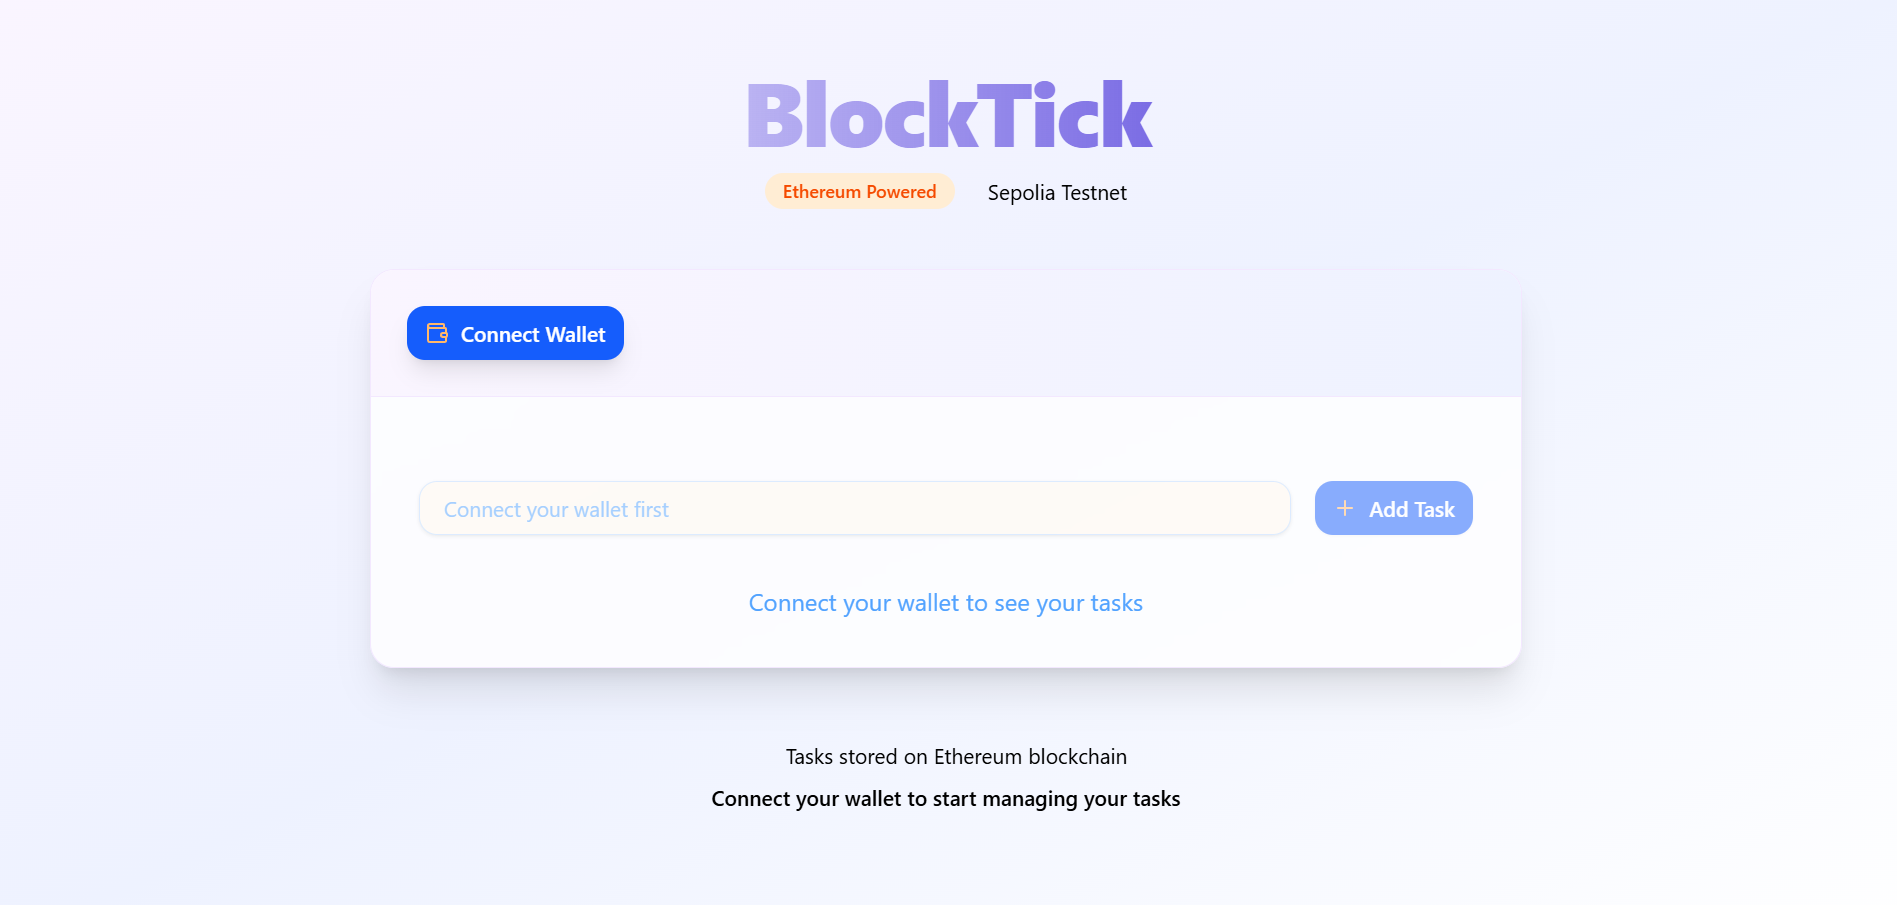 BlockTick
Ethereum Powered
Sepolia Testnet
Connect Wallet
Connect your wallet first
Add Task
Connect your wallet to see your tasks
Tasks stored on Ethereum blockchain
Connect your wallet to start managing your tasks